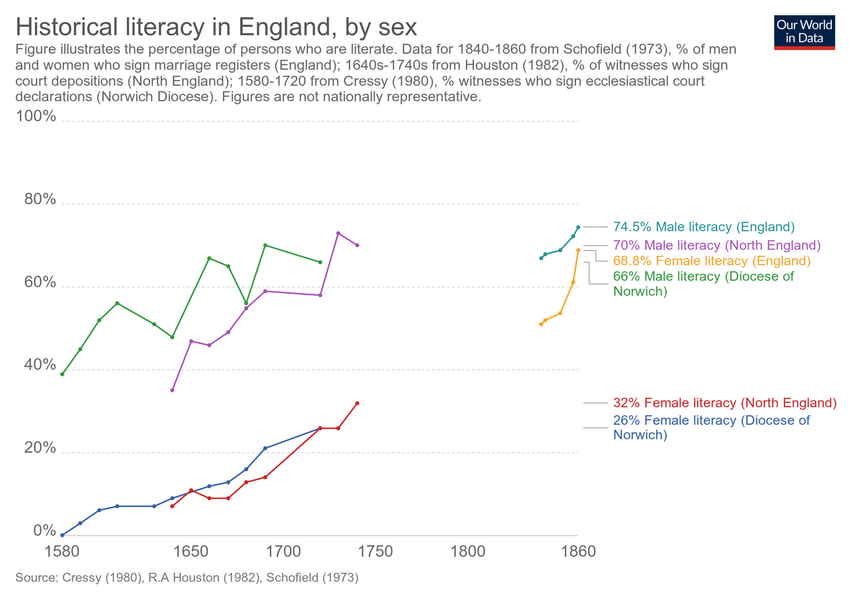 Historical literacy in England, by sex
Our World
in Data
Figure illustrates the percentage of persons who are literate. Data for 1840-1860 from Schofield (1973), % of men
and women who sign marriage registers (England); 1640s-1740s from Houston (1982), % of witnesses who sign
court depositions (North England); 1580-1720 from Cressy (1980), % witnesses who sign ecclesiastical court
declarations (Norwich Diocese). Figures are not nationally representative.
100%
80%
60%
40%
20%
0%
74.5% Male literacy (England)
70% Male literacy (North England)
68.8% Female literacy (England)
66% Male literacy (Diocese of
Norwich)
32% Female literacy (North England)
26% Female literacy (Diocese of
Norwich)
1580
1650
1700
1750
1800
1860
Source: Cressy (1980), R.A Houston (1982), Schofield (1973)